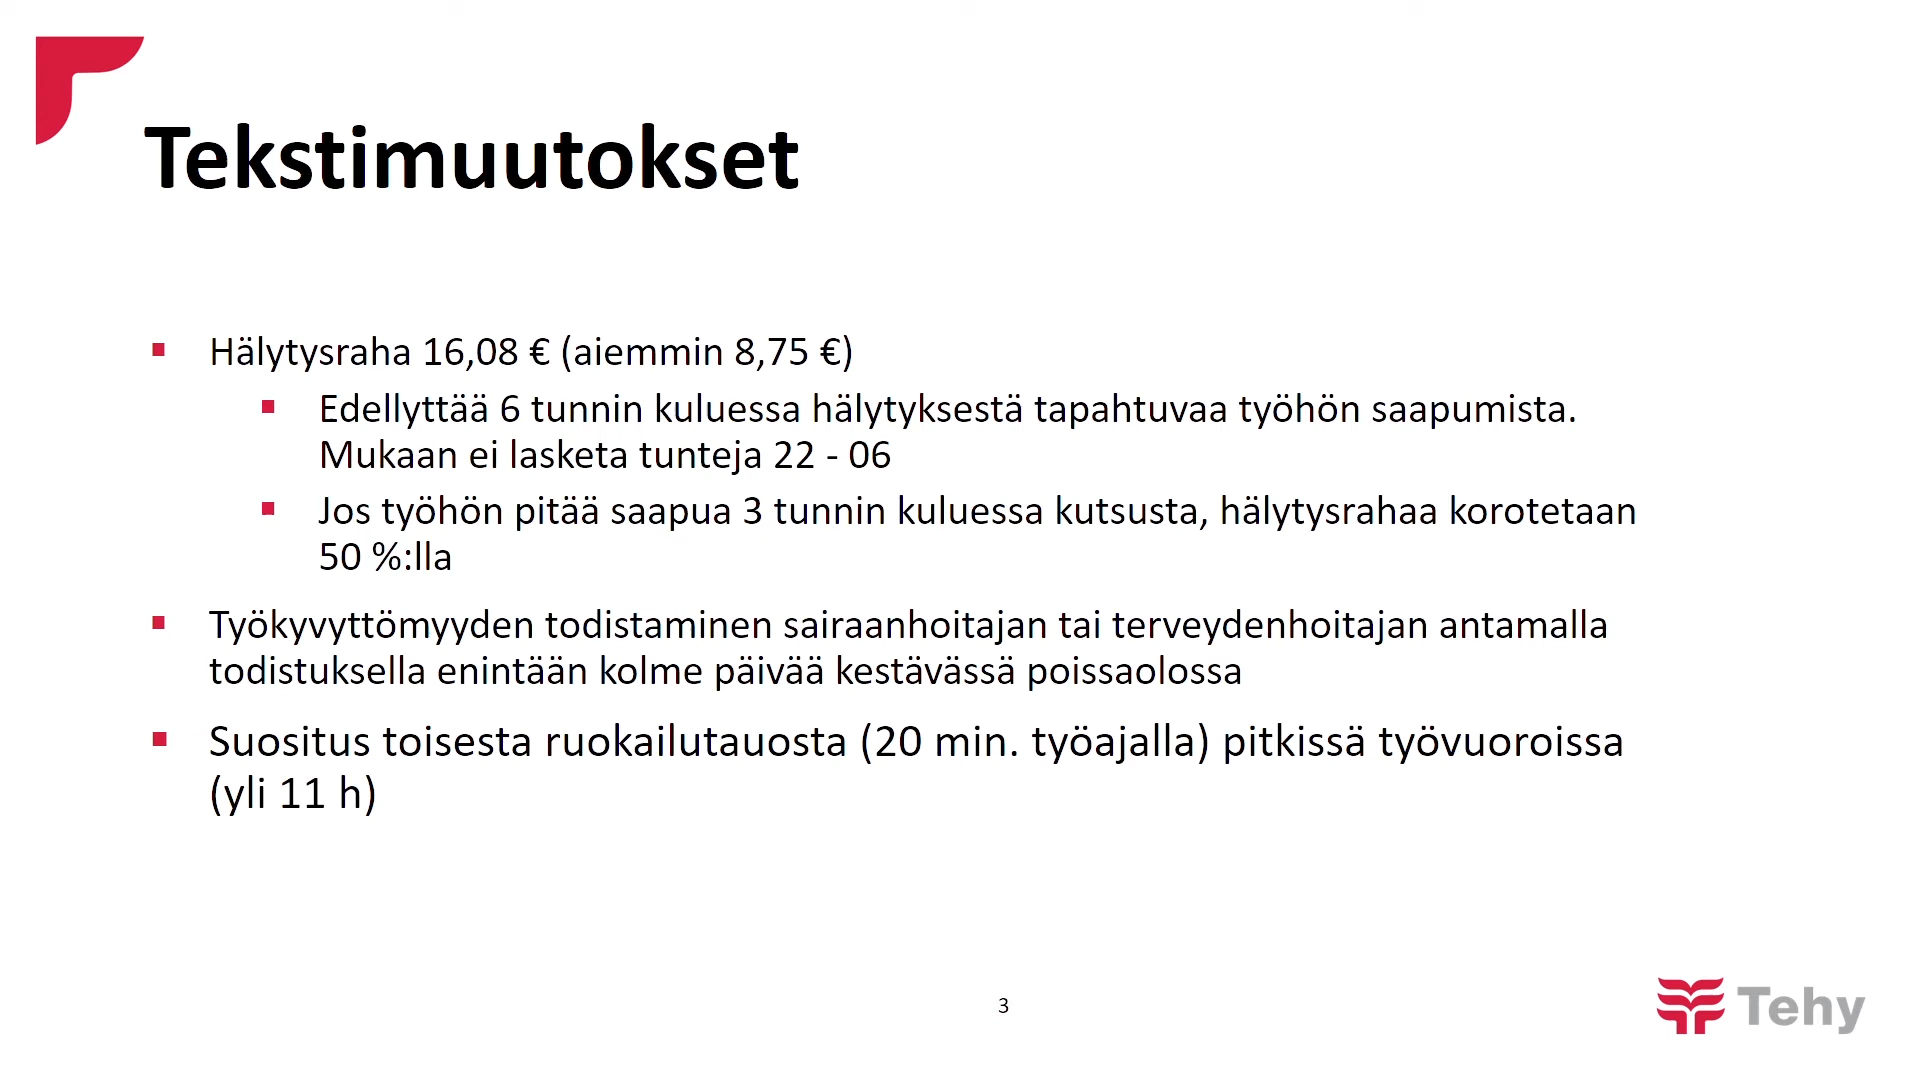 Tekstimuutokset
Hälytysraha 16,08 € (aiemmin 8,75 €)
Edellyttää 6 tunnin kuluessa hälytyksestä tapahtuvaa työhön saapumista.
Mukaan ei lasketa tunteja 22 - 06
Jos työhön pitää saapua 3 tunnin kuluessa kutsusta, hälytysrahaa korotetaan
50 %:lla
Työkyvyttömyyden todistaminen sairaanhoitajan tai terveydenhoitajan antamalla
todistuksella enintään kolme päivää kestävässä poissaolossa
Suositus toisesta ruokailutauosta (20 min. työajalla) pitkissä työvuoroissa
(yli 11 h)
3
Tehy